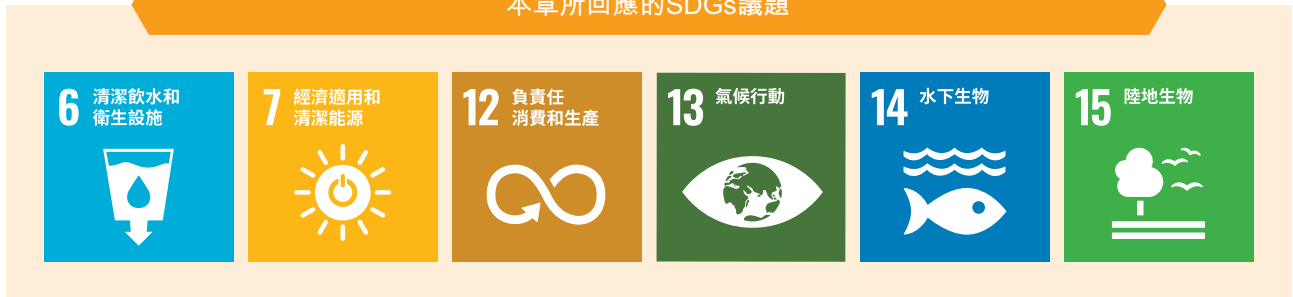 本章所回應的SDGs議題
6 清潔飲水和
衛生設施
7 經濟適用和
清潔能源
12 負責任
消費和生產
13 氣候行動
14 水下生物
15 陸地生物